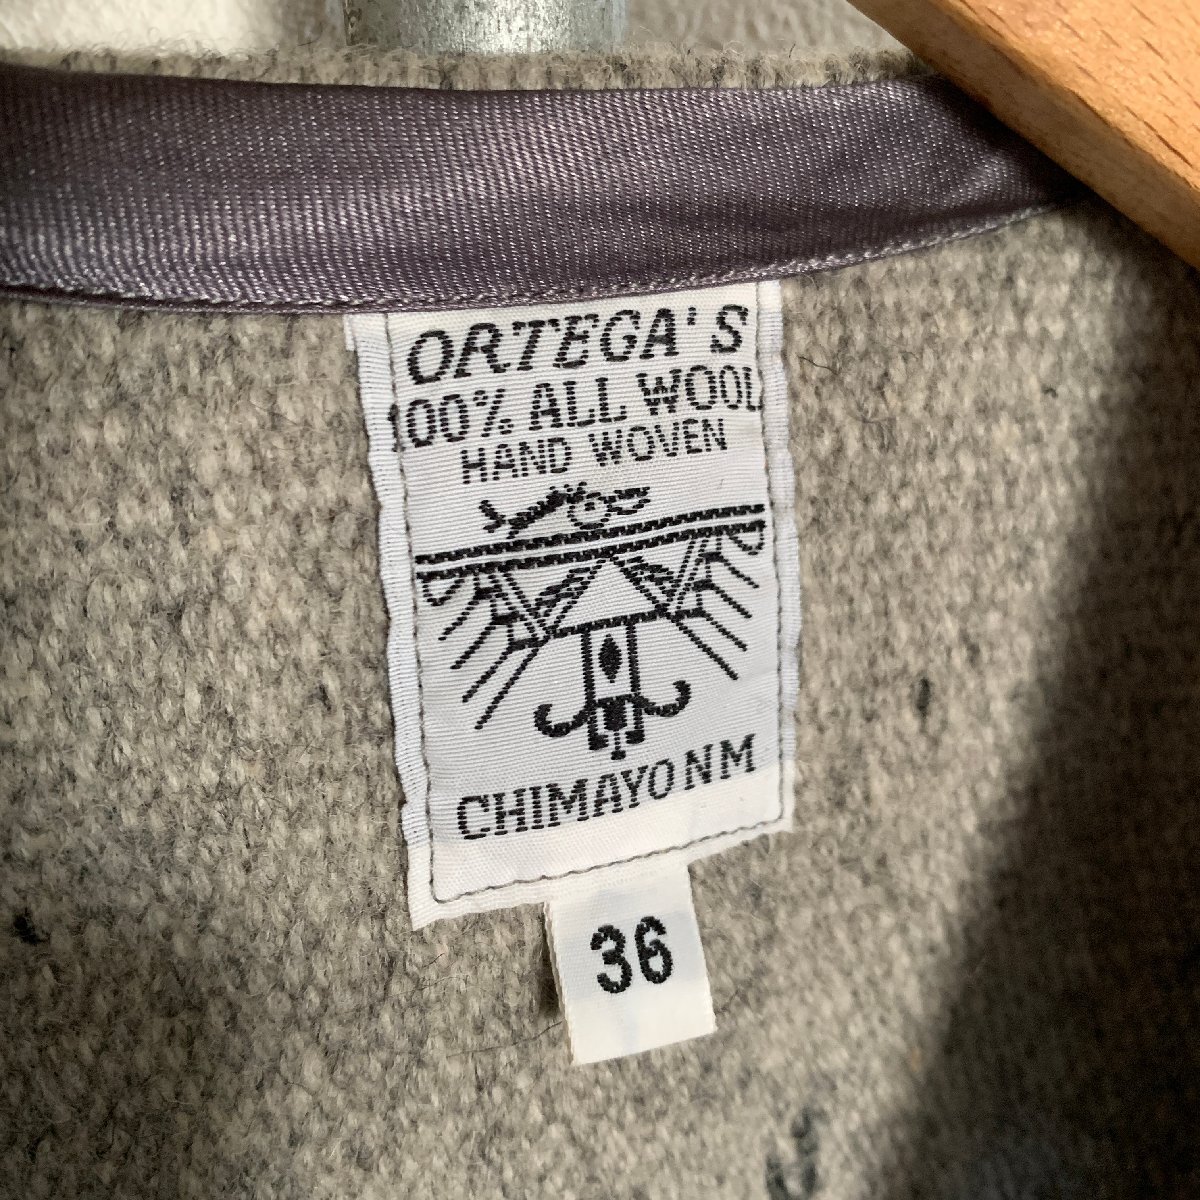 ORTEGA'S
100% ALL WOOL
HAND WOVEN
CHIMAYO NM
36